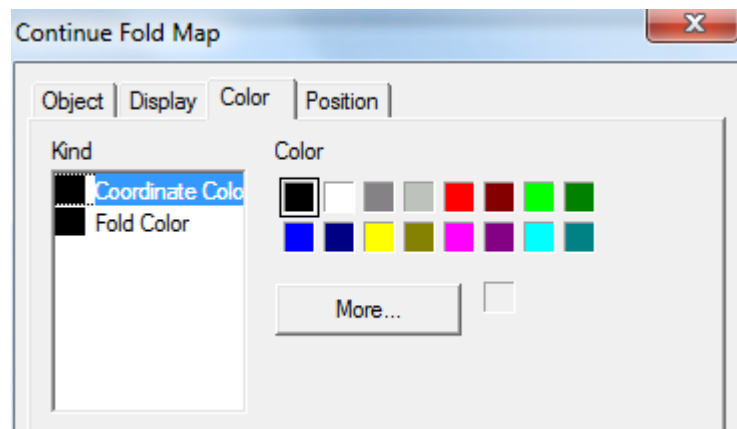 Continue Fold Map
Object Display Color Position
Kind Color
Coordinate Colo
Fold Color
More...